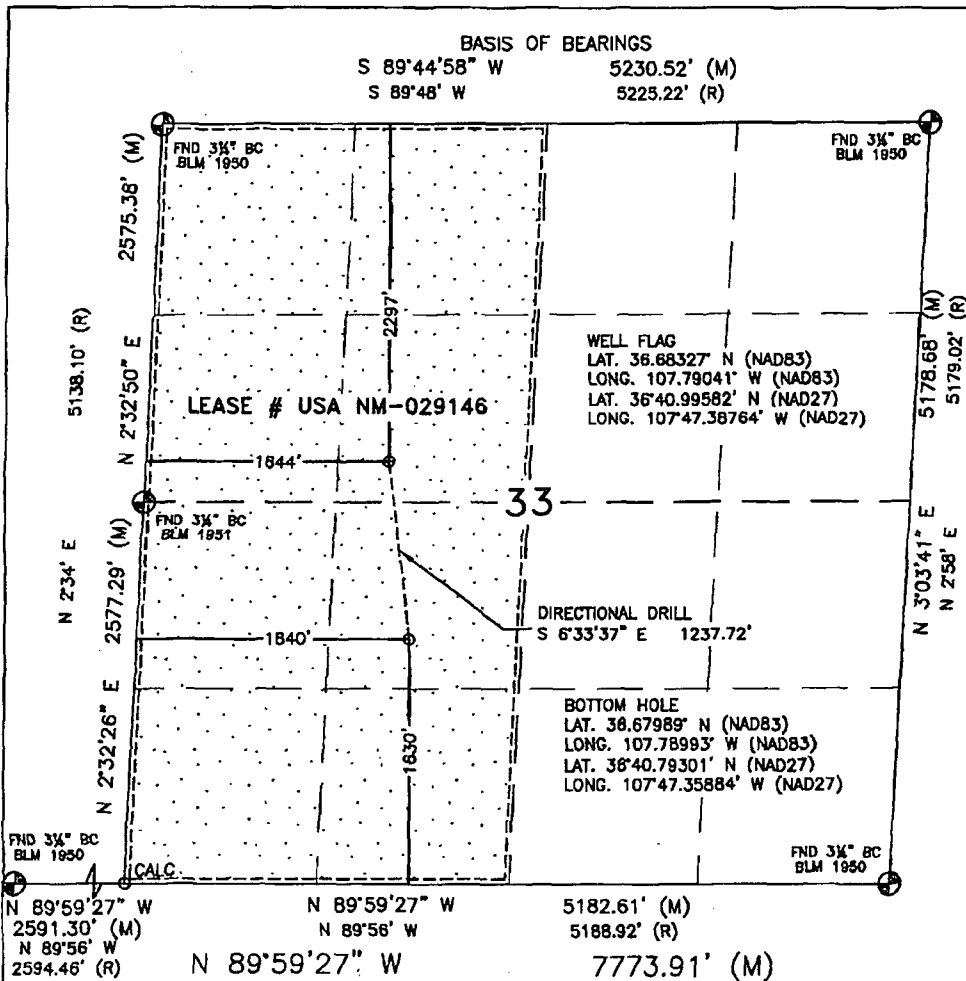 BASIS OF BEARINGS
S 89°44'58" W 5230.52' (M)
S 89°48' W 5225.22' (R)
FND 3¼" BC
BLM 1950
FND 3¼" BC
BLM 1950
2575.38' (M)
N 2°32'50" E
5138.10' (R)
N 2°34' E
2297'
5178.68' (M)
5179.02' (R)
N 3°03'41" E
N 2°58' E
WELL FLAG
LAT. 36.68327° N (NAD83)
LONG. 107.79041° W (NAD83)
LAT. 36°40.99582' N (NAD27)
LONG. 107°47.38764' W (NAD27)
LEASE # USA NM-029146
1644'
33
FND 3¼" BC
BLM 1951
2577.29' (M)
N 2°32'26" E
DIRECTIONAL DRILL
S 6°33'37" E 1237.72'
1840'
1630'
BOTTOM HOLE
LAT. 36.67989° N (NAD83)
LONG. 107.78993° W (NAD83)
LAT. 36°40.79301' N (NAD27)
LONG. 107°47.35884' W (NAD27)
FND 3¼" BC
BLM 1950
CALC.
FND 3¼" BC
BLM 1950
N 89°59'27" W
2591.30' (M)
N 89°56' W
2594.46' (R)
N 89°59'27" W 5182.61' (M)
N 89°56' W 5188.92' (R)
N 89°59'27" W 7773.91' (M)